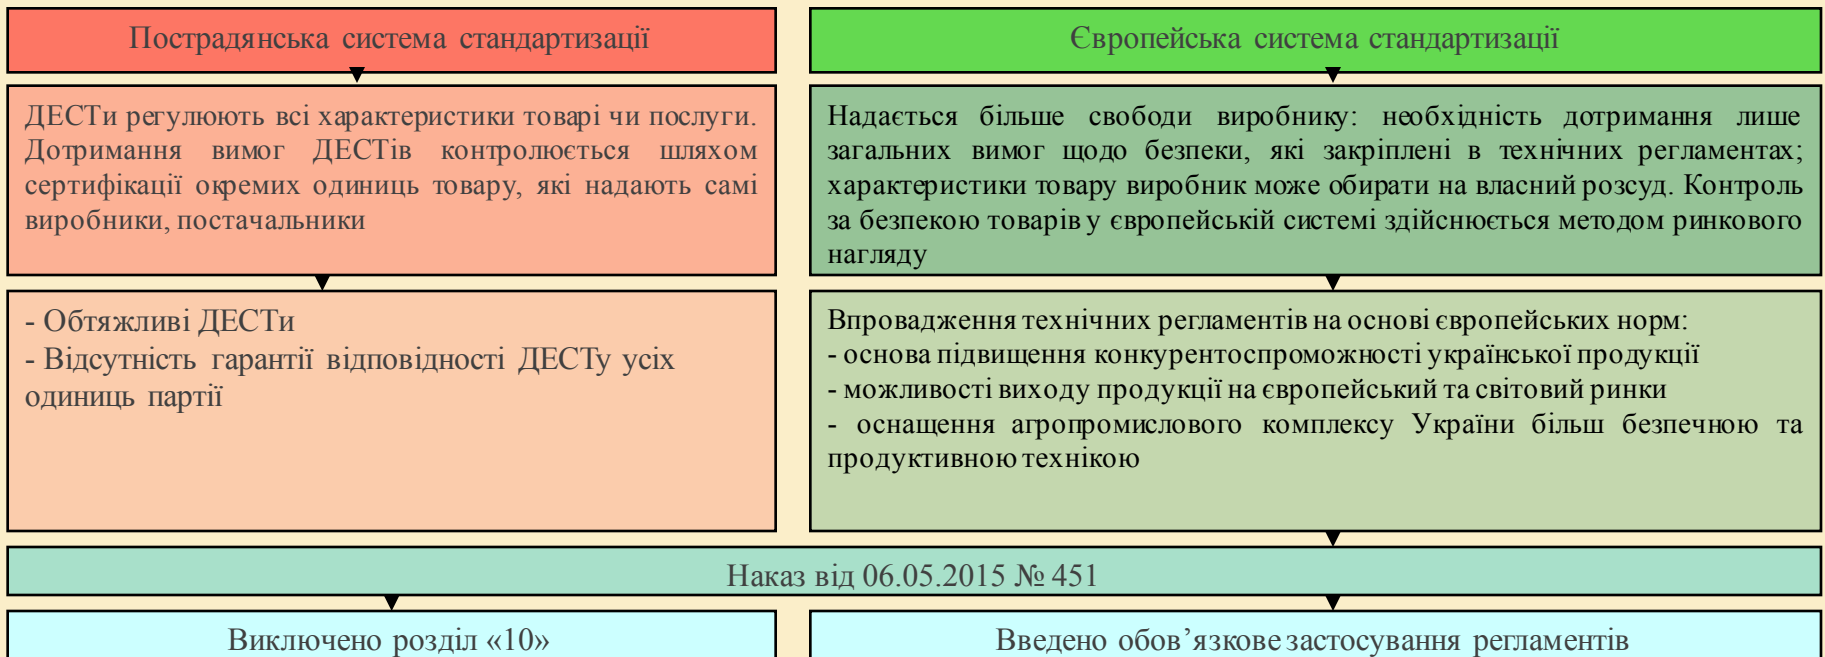 Пострадянська система стандартизації
Європейська система стандартизації
ДЕСТи регулюють всі характеристики товарі чи послуги.
Дотримання вимог ДЕСТів контролюється шляхом
сертифікації окремих одиниць товару, які надають самі
виробники, постачальники
Надається більше свободи виробнику: необхідність дотримання лише
загальних вимог щодо безпеки, які закріплені в технічних регламентах;
характеристики товару виробник може обирати на власний розсуд. Контроль
за безпекою товарів у європейській системі здійснюється методом ринкового
нагляду
- Обтяжливі ДЕСТи
- Відсутність гарантії відповідності ДЕСТу усіх
одиниць партії
Впровадження технічних регламентів на основі європейських норм:
- основа підвищення конкурентоспроможності української продукції
- можливості виходу продукції на європейський та світовий ринки
- оснащення агропромислового комплексу України більш безпечною та
продуктивною технікою
Наказ від 06.05.2015 № 451
Виключено розділ «10»
Введено обов’язкове застосування регламентів